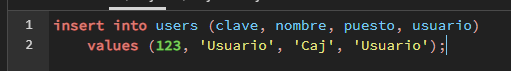 1 insert into users (clave, nombre, puesto, usuario)
2 values (123, 'Usuario', 'Caj', 'Usuario');